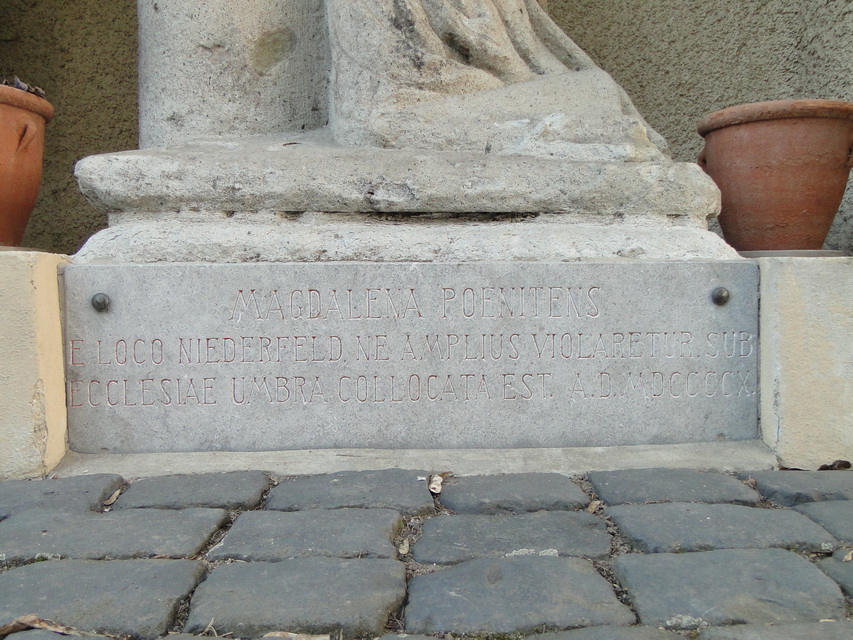 MAGDALENA POENITENS
E LOCO NIEDERFELD, NE AMPLIUS VIOLARETUR, SUB
ECCLESIAE UMBRA COLLOCATA EST. A.D. MDCCCCX.